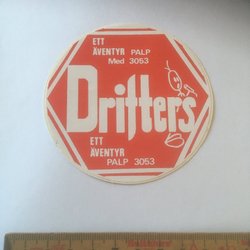 ETT
ÄVENTYR PALP
Med 3053
Drifters
ETT
ÄVENTYR
PALP 3053